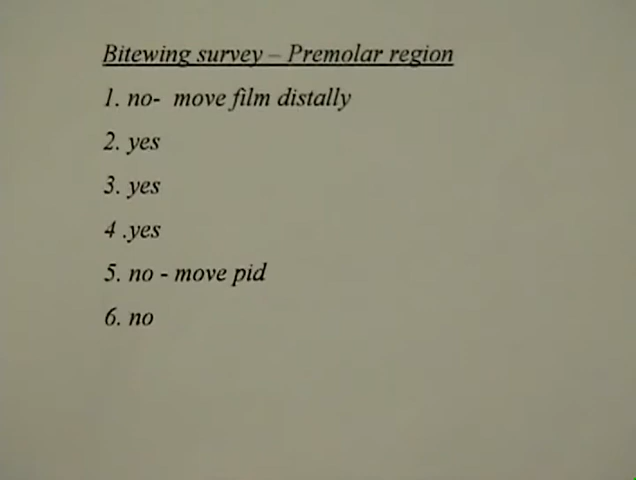 Bitewing survey – Premolar region
1. no-  move film distally
2. yes
3. yes
4 .yes
5. no - move pid
6. no